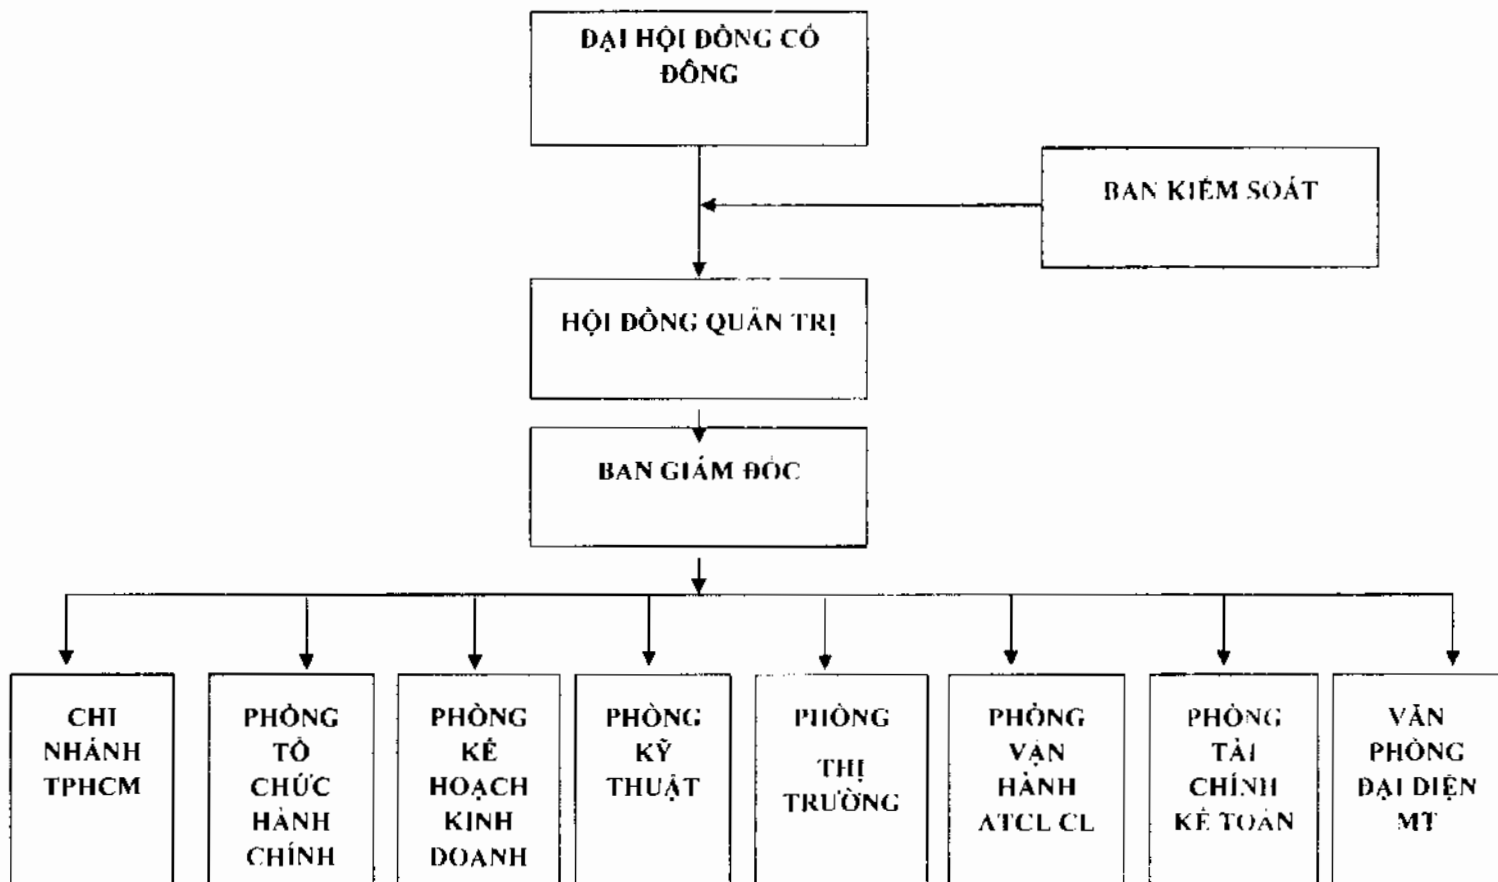 ĐẠI HỘI ĐỒNG CỔ
ĐÔNG
BAN KIỂM SOÁT
HỘI ĐỒNG QUẢN TRỊ
BAN GIÁM ĐỐC
CHI
NHÁNH
TPHCM
PHÒNG
TỔ
CHỨC
HÀNH
CHÍNH
PHÒNG
KẾ
HOẠCH
KINH
DOANH
PHÒNG
KỸ
THUẬT
PHÒNG
THỊ
TRƯỜNG
PHÒNG
VẬN
HÀNH
ATCL CL
PHÒNG
TÀI
CHÍNH
KẾ TOÁN
VĂN
PHÒNG
ĐẠI DIỆN
MT